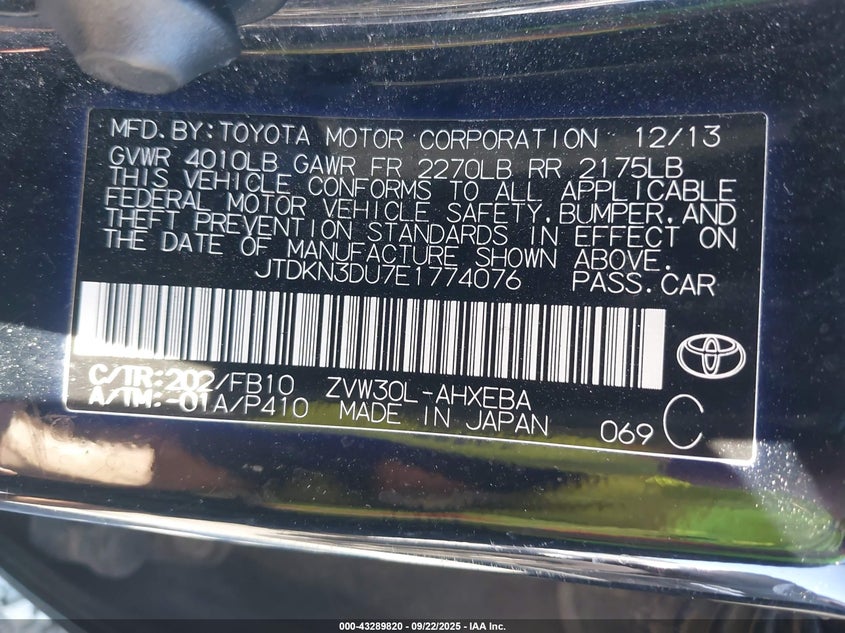 MFD. BY: TOYOTA MOTOR CORPORATION 12/13
GVWR 4010LB GAWR FR 2270LB RR 2175LB
THIS VEHICLE CONFORMS TO ALL APPLICABLE
FEDERAL MOTOR VEHICLE SAFETY, BUMPER, AND
THEFT PREVENTION STANDARDS IN EFFECT ON
THE DATE OF MANUFACTURE SHOWN ABOVE.
JTDKN3DU7E1774076 PASS. CAR
C/TR: 202/FB10 ZVW30L-AHXEBA
A/TM: -01A/P410 MADE IN JAPAN
069 C
000-43289820 - 09/22/2025 - IAA Inc.